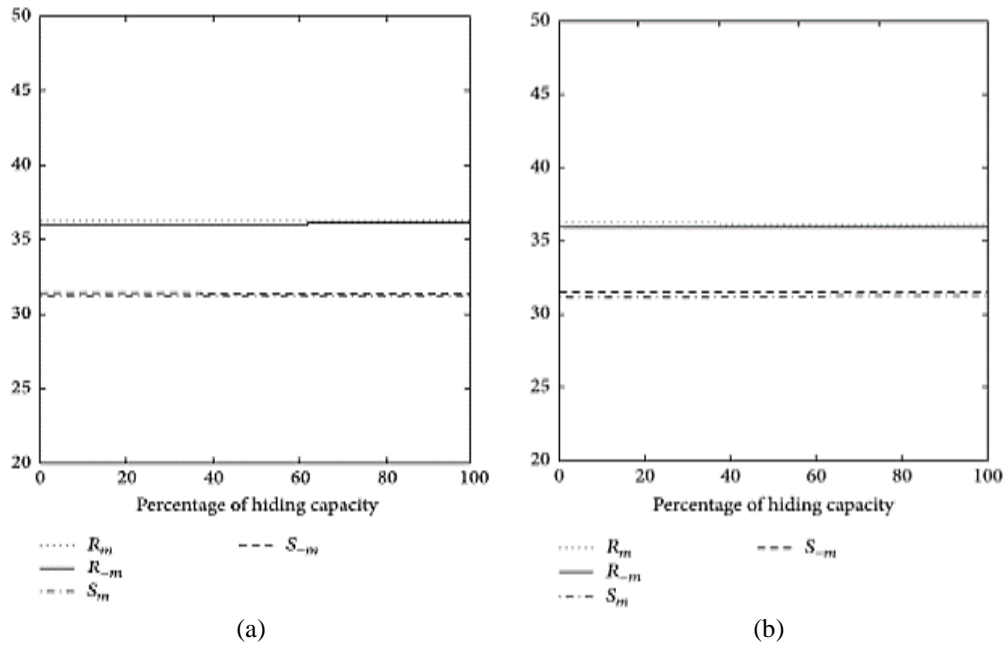 50
45
40
35
30
25
20
0 20 40 60 80 100
Percentage of hiding capacity
R_m
S_{-m}
R_{-m}
S_m
(a)
50
45
40
35
30
25
20
0 20 40 60 80 100
Percentage of hiding capacity
R_m
S_{-m}
R_{-m}
S_m
(b)